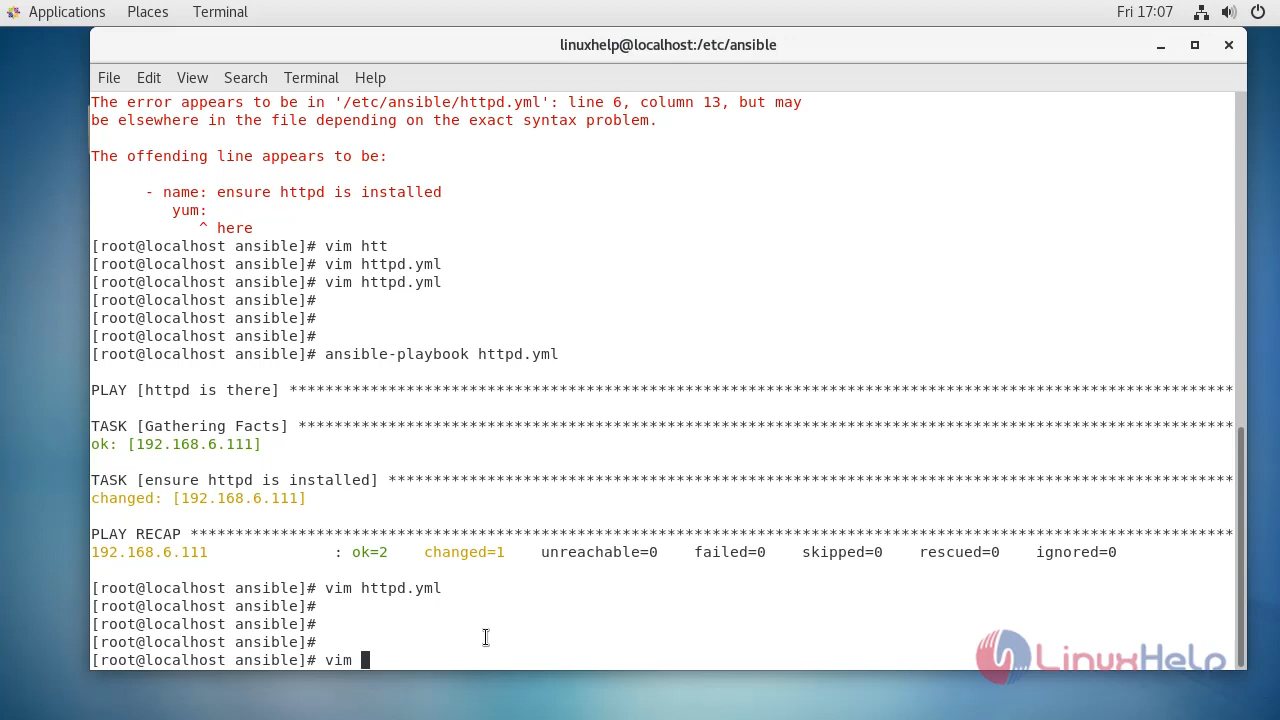 Applications Places Terminal Fri 17:07
linuxhelp@localhost:/etc/ansible
File Edit View Search Terminal Help
The error appears to be in '/etc/ansible/httpd.yml': line 6, column 13, but may
be elsewhere in the file depending on the exact syntax problem.
The offending line appears to be:
- name: ensure httpd is installed
yum:
^ here
[root@localhost ansible]# vim htt
[root@localhost ansible]# vim httpd.yml
[root@localhost ansible]# vim httpd.yml
[root@localhost ansible]#
[root@localhost ansible]#
[root@localhost ansible]#
[root@localhost ansible]# ansible-playbook httpd.yml
PLAY [httpd is there] *********************************************************************************************************
TASK [Gathering Facts] ********************************************************************************************************
ok: [192.168.6.111]
TASK [ensure httpd is installed] **********************************************************************************************
changed: [192.168.6.111]
PLAY RECAP ********************************************************************************************************************
192.168.6.111 : ok=2 changed=1 unreachable=0 failed=0 skipped=0 rescued=0 ignored=0
[root@localhost ansible]# vim httpd.yml
[root@localhost ansible]#
[root@localhost ansible]#
[root@localhost ansible]#
[root@localhost ansible]# vim
LinuxHelp